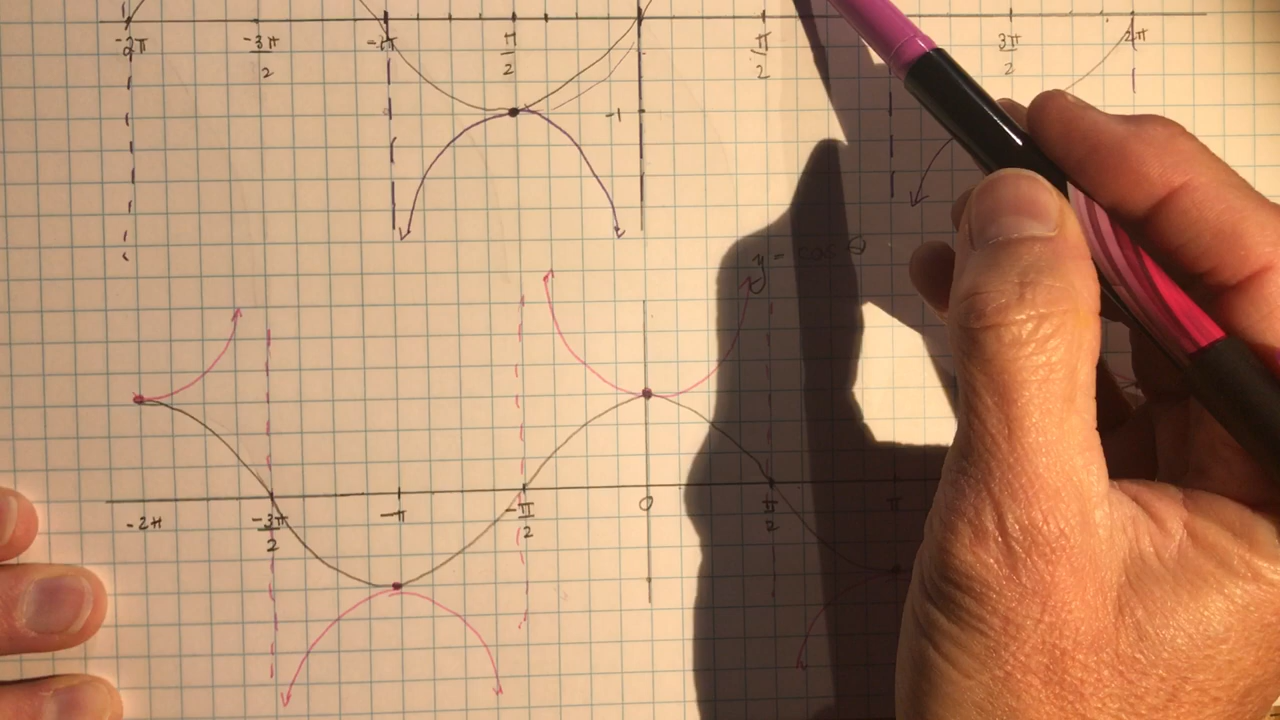 -2π -3π/2 -π π/2 π/2 3π/2 2π
-1
y = cos θ
-2π -3π/2 -π -π/2 0 π/2 π